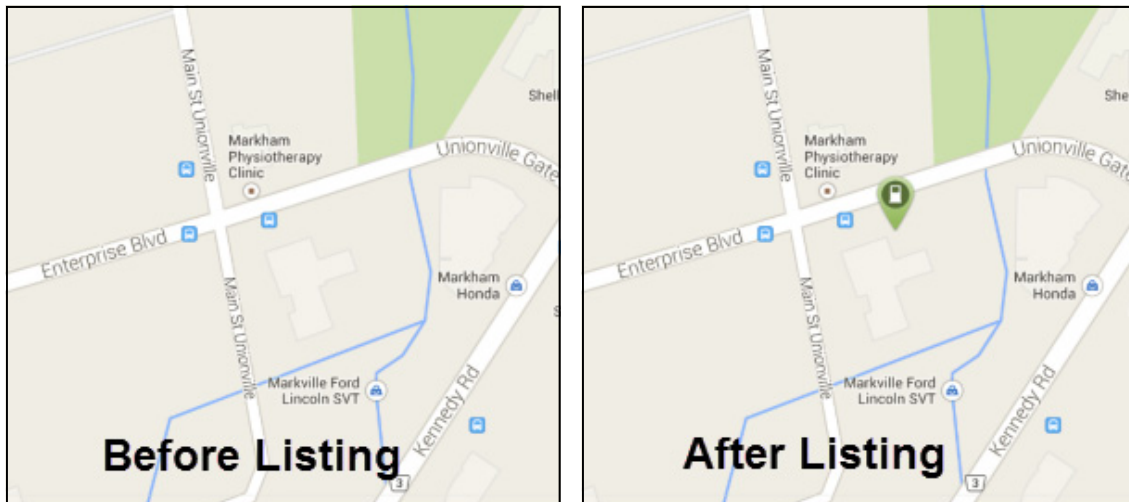 Main St Unionville
Shell
Markham
Physiotherapy
Clinic
Unionville Gate
Enterprise Blvd
Main St Unionville
Markham
Honda
Markville Ford
Lincoln SVT
Kennedy Rd
3
Before Listing
Main St Unionville
She
Markham
Physiotherapy
Clinic
Unionville Gate
Enterprise Blvd
Main St Unionville
Markham
Honda
Markville Ford
Lincoln SVT
Kennedy Rd
3
After Listing